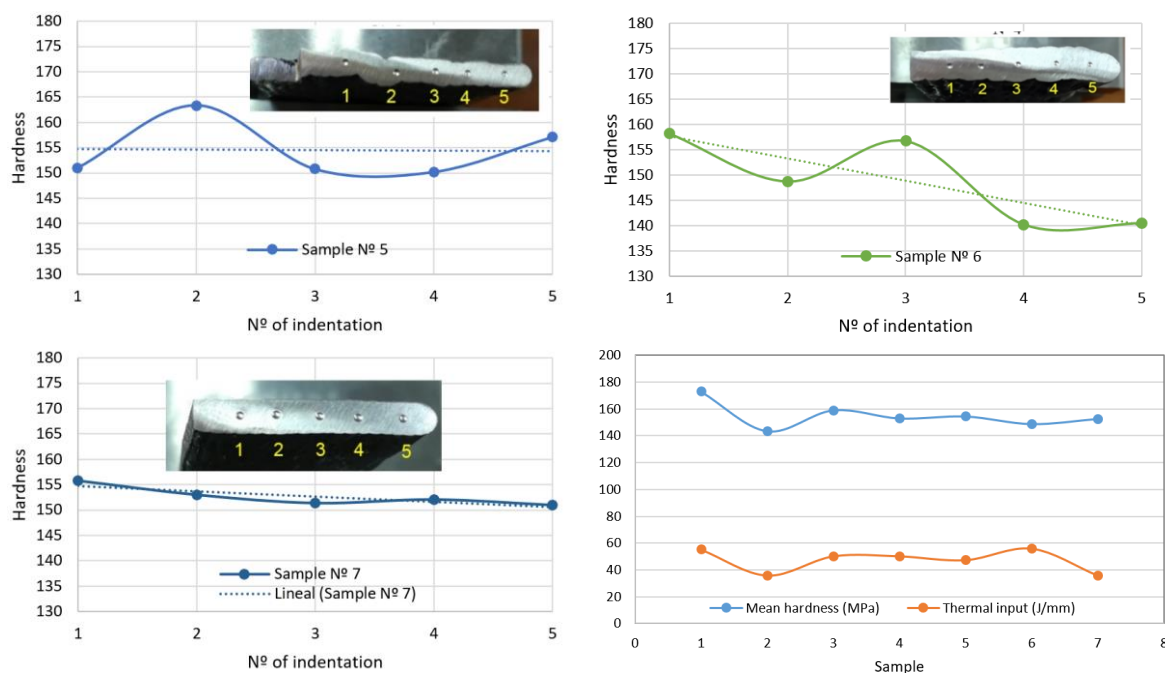 180
175
170
165
160
155
150
145
140
135
130
Hardness
1 2 3 4 5
Sample Nº 5
1 2 3 4 5
Nº of indentation
180
175
170
165
160
155
150
145
140
135
130
Hardness
1 2 3 4 5
Sample Nº 6
1 2 3 4 5
Nº of indentation
180
175
170
165
160
155
150
145
140
135
130
Hardness
1 2 3 4 5
Sample Nº 7
Lineal (Sample Nº 7)
1 2 3 4 5
Nº of indentation
200
180
160
140
120
100
80
60
40
20
0
Mean hardness (MPa) Thermal input (J/mm)
0 1 2 3 4 5 6 7 8
Sample